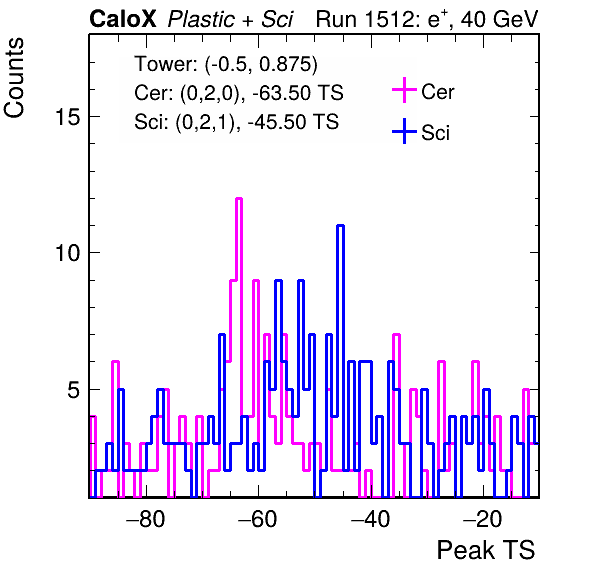 CaloX Plastic + Sci Run 1512: e⁺, 40 GeV
Counts
Tower: (-0.5, 0.875)
Cer: (0,2,0), -63.50 TS
Sci: (0,2,1), -45.50 TS
Cer
Sci
15
10
5
−80 −60 −40 −20
Peak TS